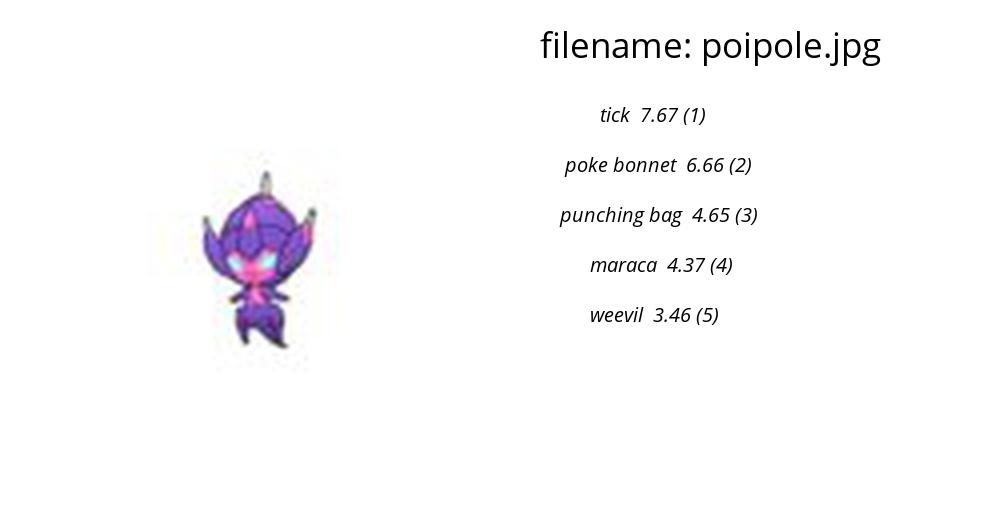 filename: poipole.jpg
tick 7.67 (1)
poke bonnet 6.66 (2)
punching bag 4.65 (3)
maraca 4.37 (4)
weevil 3.46 (5)